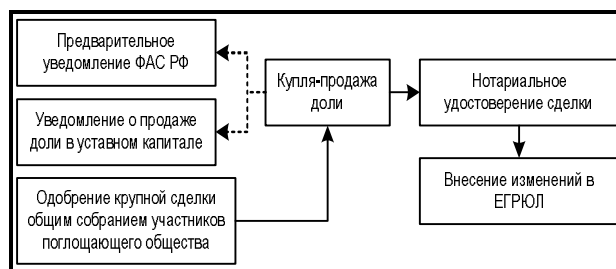 Предварительное
уведомление ФАС РФ
Уведомление о продаже
доли в уставном капитале
Одобрение крупной сделки
общим собранием участников
поглощающего общества
Купля-продажа
доли
Нотариальное
удостоверение сделки
Внесение изменений в
ЕГРЮЛ